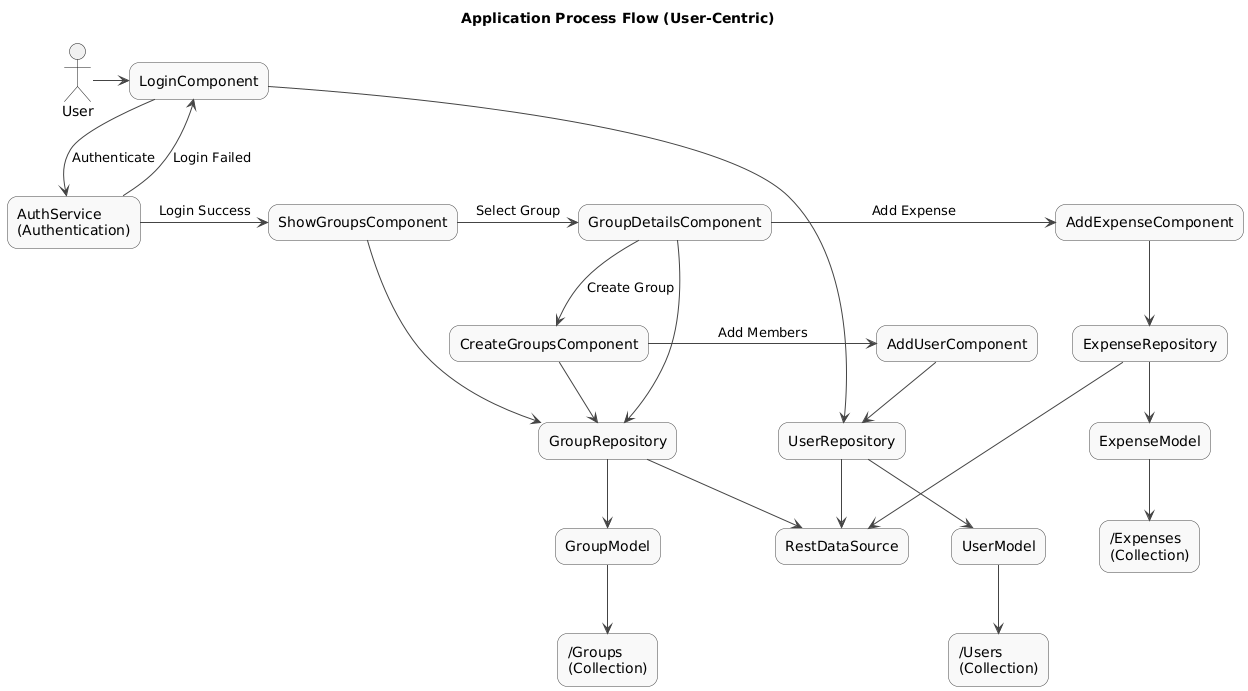 Application Process Flow (User-Centric)
User
LoginComponent
Authenticate
Login Failed
AuthService
(Authentication)
Login Success
ShowGroupsComponent
Select Group
GroupDetailsComponent
Add Expense
AddExpenseComponent
Create Group
CreateGroupsComponent
Add Members
AddUserComponent
ExpenseRepository
GroupRepository
UserRepository
ExpenseModel
GroupModel
RestDataSource
UserModel
/Expenses
(Collection)
/Groups
(Collection)
/Users
(Collection)